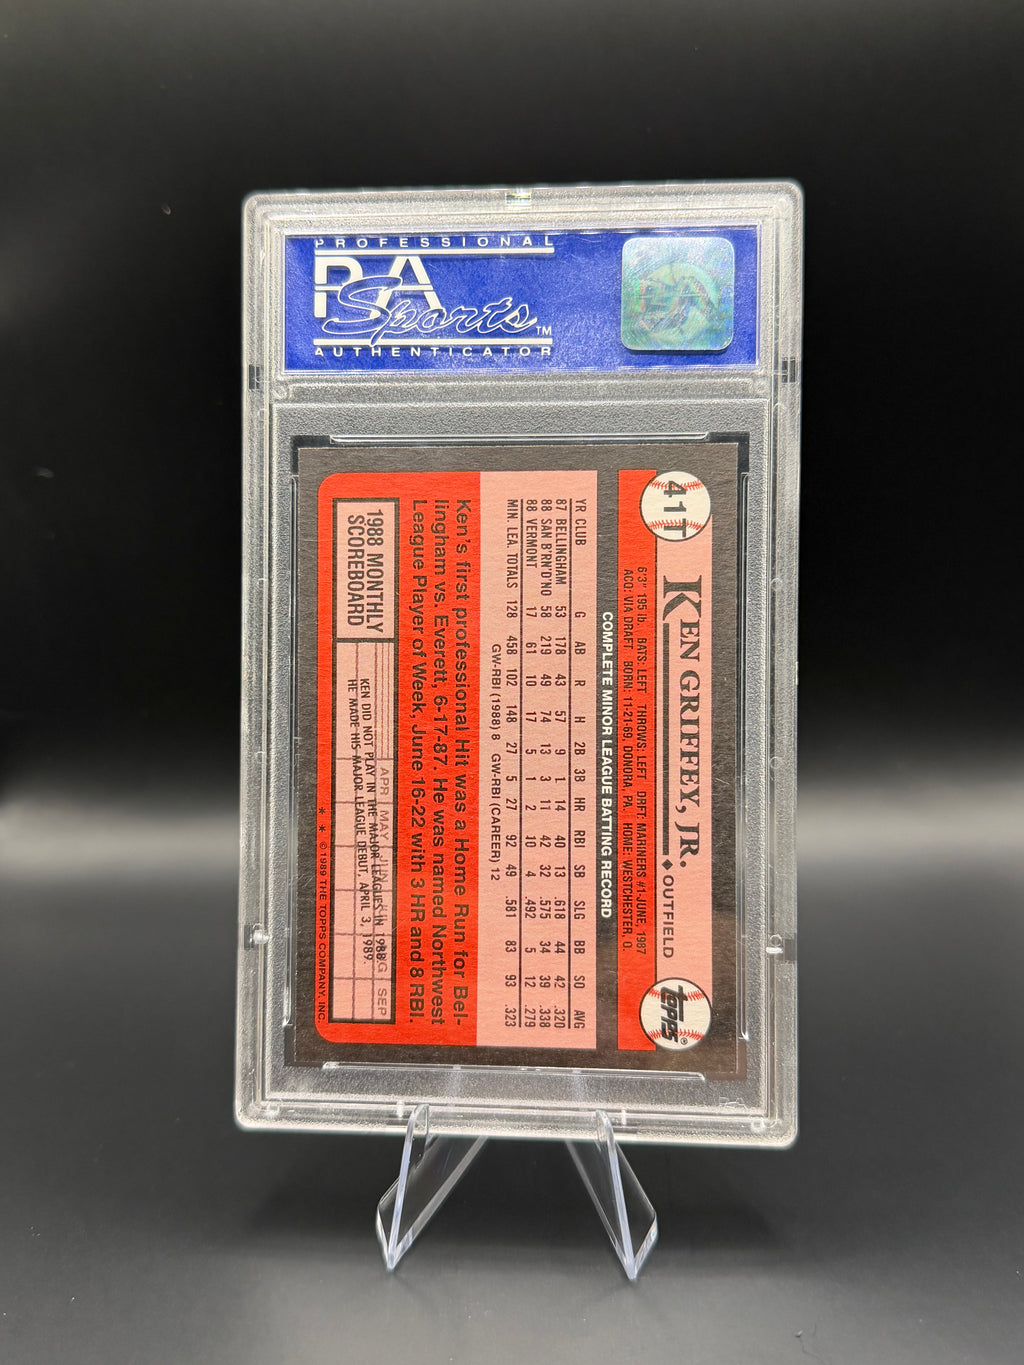 PROFESSIONAL
PSA
Sports™
AUTHENTICATOR
41T
KEN GRIFFEY, JR. ♦ OUTFIELD
topps®
6'3" 195 lb. BATS: LEFT THROWS: LEFT DRFT: MARINERS #1-JUNE, 1987
ACQ: VIA DRAFT BORN: 11-21-69, DONORA, PA. HOME: WESTCHESTER, O.
COMPLETE MINOR LEAGUE BATTING RECORD
YR CLUB G AB R H 2B 3B HR RBI SB SLG BB SO AVG
87 BELLINGHAM 53 178 43 57 9 1 14 40 13 .618 44 42 .320
88 SAN B'RN'D'NO 58 219 49 74 13 3 11 42 32 .575 34 39 .338
88 VERMONT 17 61 10 17 5 1 2 10 4 .492 5 12 .279
MIN. LEA. TOTALS 128 458 102 148 27 5 27 92 49 .581 83 93 .323
GW-RBI (1988) 8 GW-RBI (CAREER) 12
Ken's first professional Hit was a Home Run for Bel-
lingham vs. Everett, 6-17-87. He was named Northwest
League Player of Week, June 16-22 with 3 HR and 8 RBI.
1988 MONTHLY
SCOREBOARD
APR MAY JUN JUL AUG SEP
KEN DID NOT PLAY IN THE MAJOR LEAGUES IN 1988.
HE MADE HIS MAJOR LEAGUE DEBUT, APRIL 3, 1989.
* * © 1989 THE TOPPS COMPANY, INC.